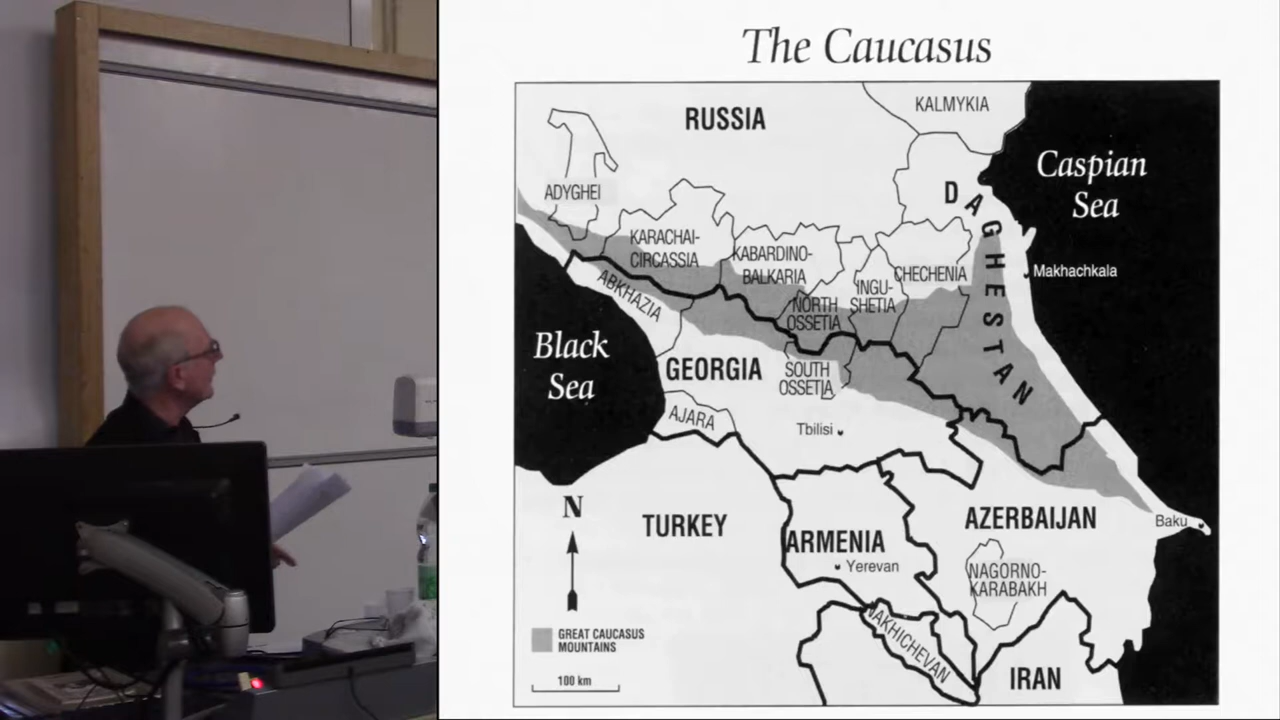 The Caucasus
RUSSIA
KALMYKIA
Caspian
Sea
ADYGHEI
DAGHESTAN
KARACHAI-
CIRCASSIA
KABARDINO-
BALKARIA
CHECHENIA
Makhachkala
INGU-
SHETIA
ABKHAZIA
NORTH
OSSETIA
Black
Sea
GEORGIA
SOUTH
OSSETIA
AJARA
Tbilisi
N
TURKEY
AZERBAIJAN
Baku
ARMENIA
Yerevan
NAGORNO-
KARABAKH
NAKHICHEVAN
GREAT CAUCASUS
MOUNTAINS
IRAN
100 km